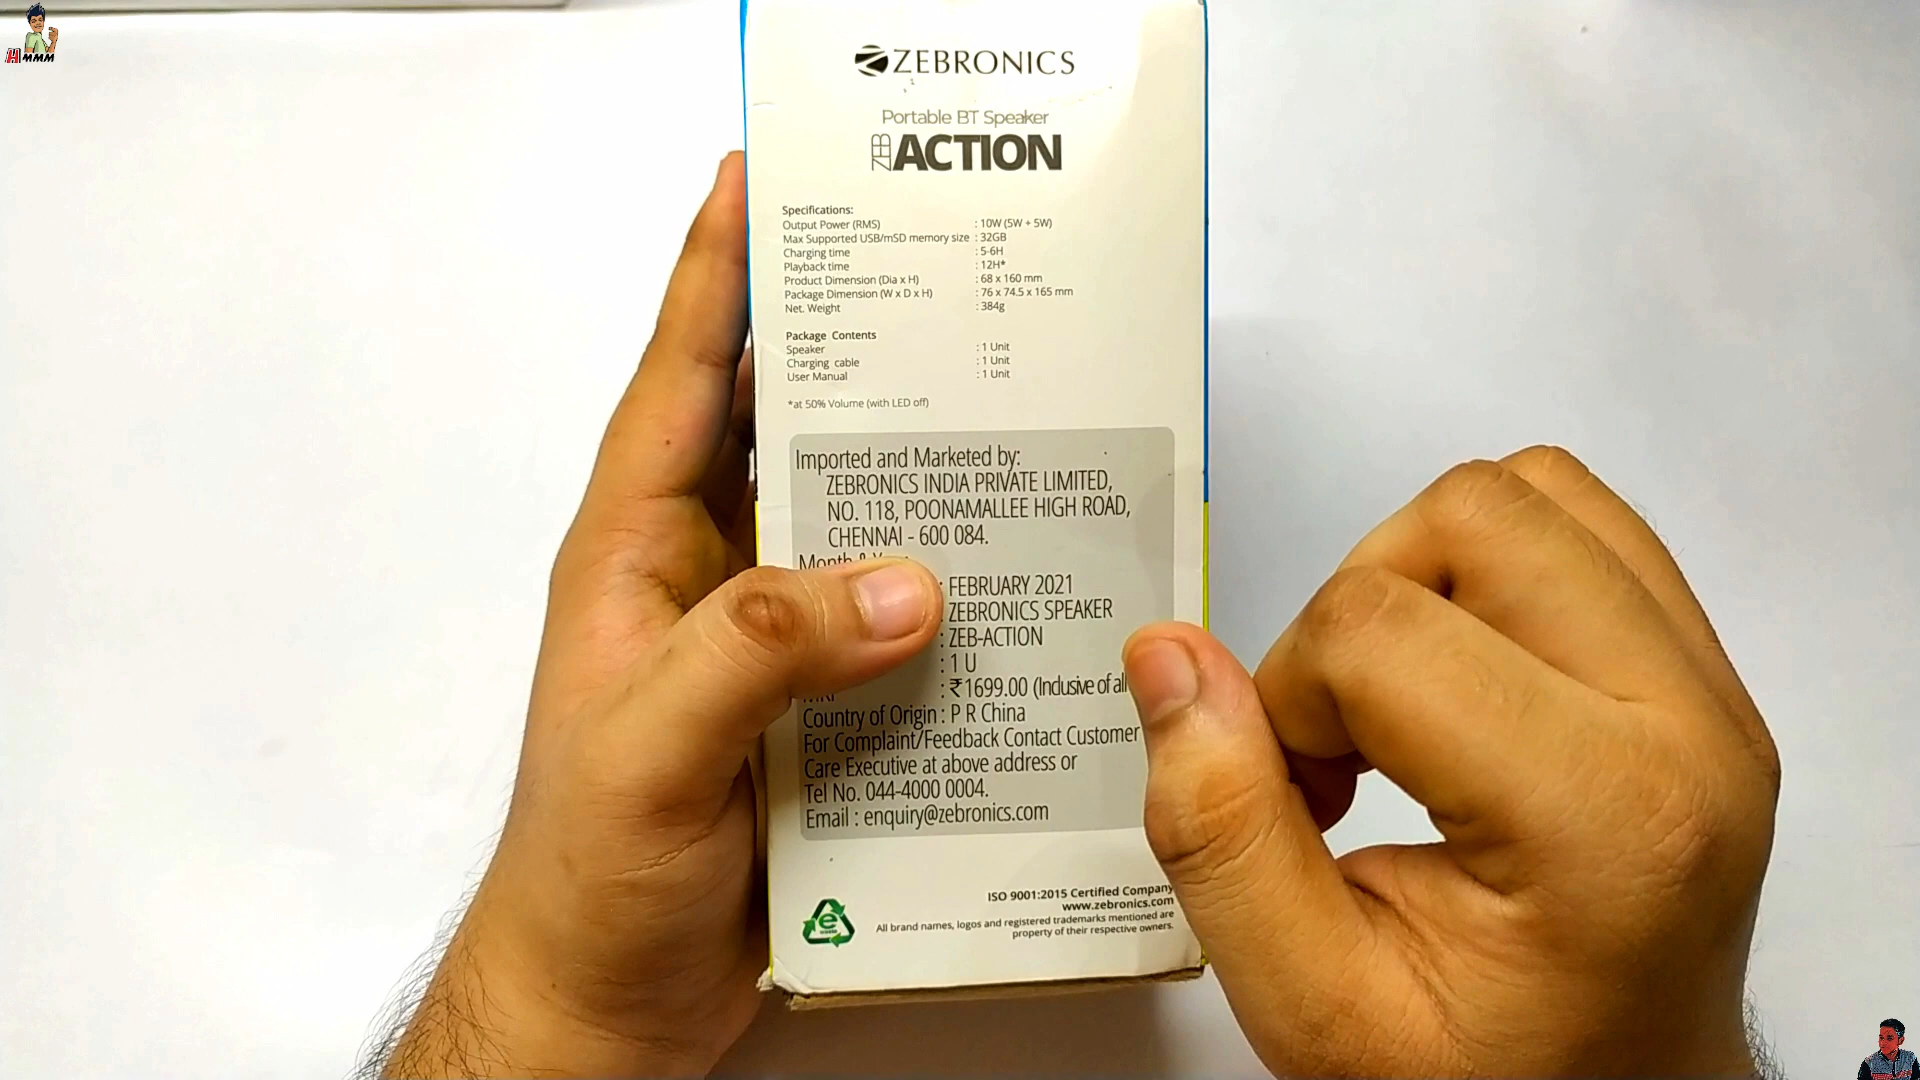 HMMM
ZEBRONICS
Portable BT Speaker
ZEB ACTION
Specifications:
Output Power (RMS) : 10W (5W + 5W)
Max Supported USB/mSD memory size : 32GB
Charging time : 5-6H
Playback time : 12H*
Product Dimension (Dia x H) : 68 x 160 mm
Package Dimension (W x D x H) : 76 x 74.5 x 165 mm
Net. Weight : 384g
Package Contents
Speaker : 1 Unit
Charging cable : 1 Unit
User Manual : 1 Unit
*at 50% Volume (with LED off)
Imported and Marketed by:
ZEBRONICS INDIA PRIVATE LIMITED,
NO. 118, POONAMALLEE HIGH ROAD,
CHENNAI - 600 084.
Month &
: FEBRUARY 2021
: ZEBRONICS SPEAKER
: ZEB-ACTION
: 1 U
: ₹1699.00 (Inclusive of all
Country of Origin : P R China
For Complaint/Feedback Contact Customer
Care Executive at above address or
Tel No. 044-4000 0004.
Email : enquiry@zebronics.com
ISO 9001:2015 Certified Company
www.zebronics.com
All brand names, logos and registered trademarks mentioned are
property of their respective owners.